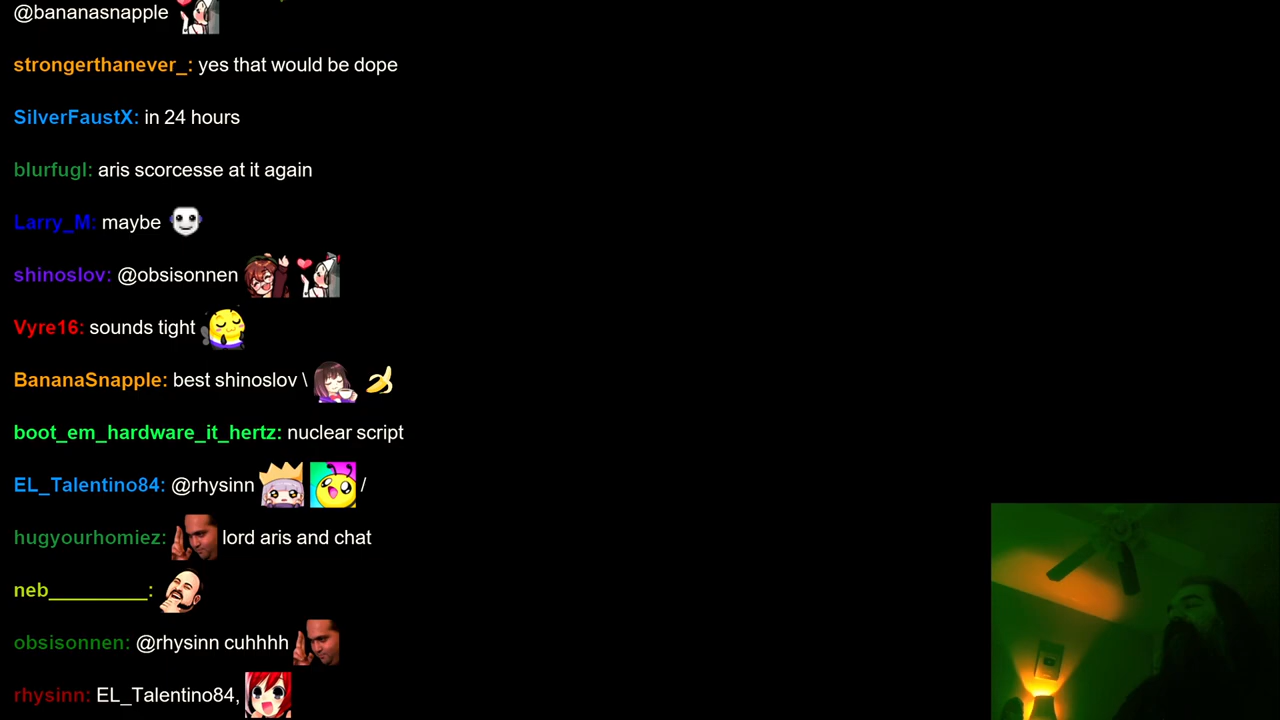 @bananasnapple
strongerthanever_: yes that would be dope
SilverFaustX: in 24 hours
blurfugl: aris scorcesse at it again
Larry_M: maybe
shinoslov: @obsisonnen
Vyre16: sounds tight
BananaSnapple: best shinoslov \
boot_em_hardware_it_hertz: nuclear script
EL_Talentino84: @rhysinn /
hugyourhomiez: lord aris and chat
neb_________:
obsisonnen: @rhysinn cuhhhh
rhysinn: EL_Talentino84,